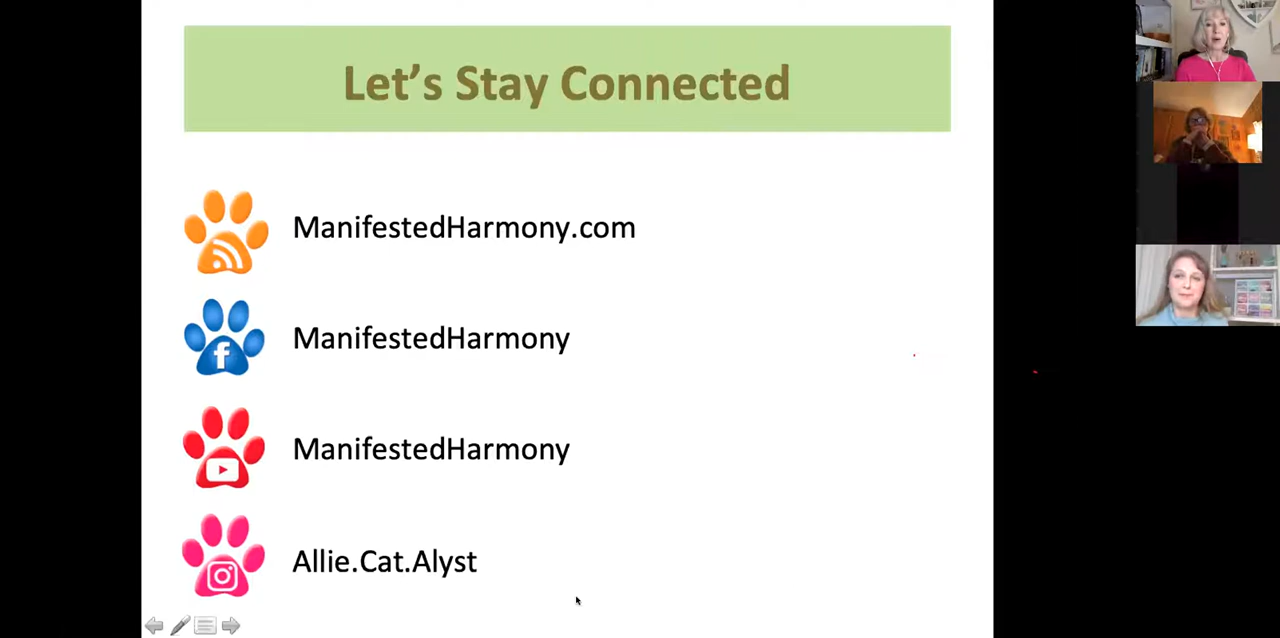 Let's Stay Connected
ManifestedHarmony.com
ManifestedHarmony
ManifestedHarmony
Allie.Cat.Alyst